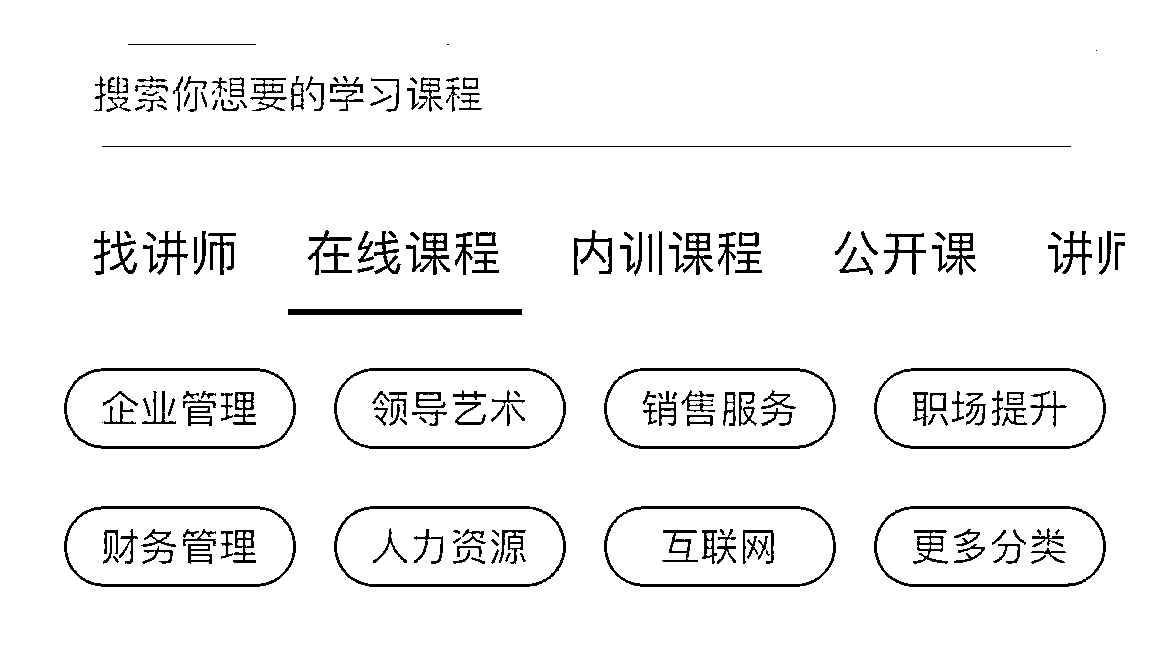 搜索你想要的学习课程
找讲师 在线课程 内训课程 公开课 讲师
企业管理 领导艺术 销售服务 职场提升
财务管理 人力资源 互联网 更多分类